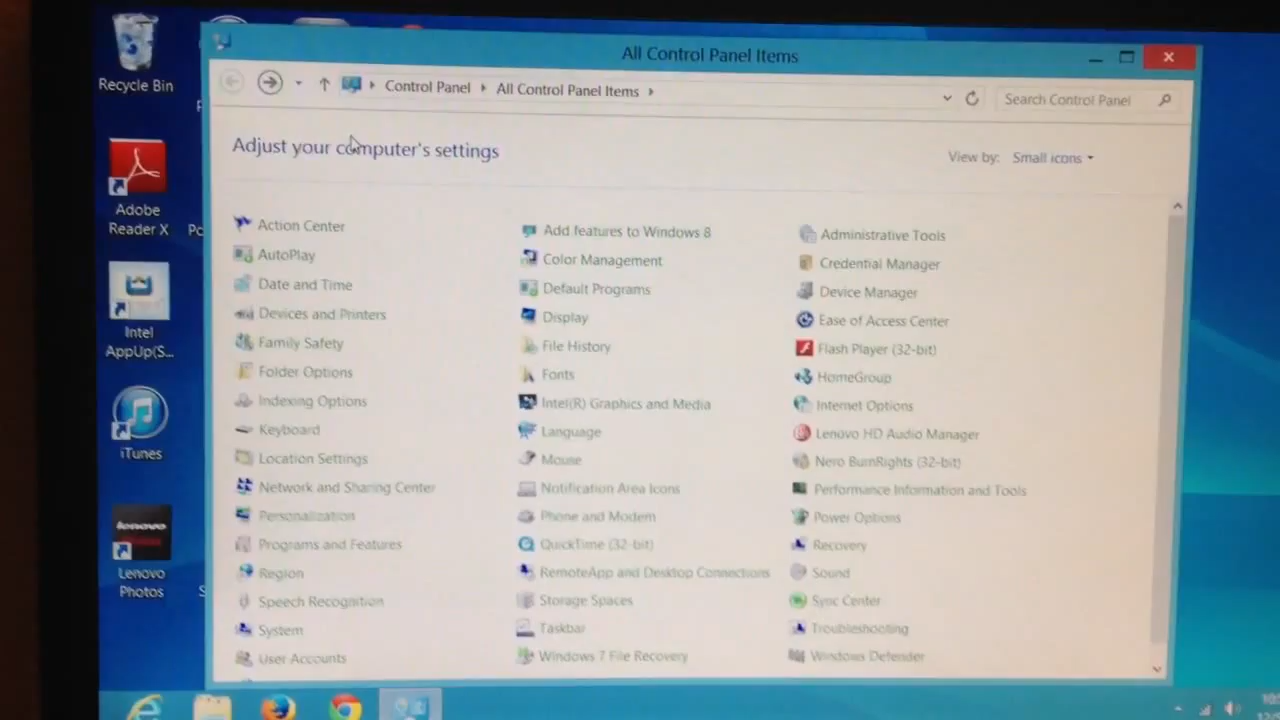 All Control Panel Items
Control Panel
All Control Panel Items
Search Control Panel
Adjust your computer's settings
View by: Small icons
Action Center
Add features to Windows 8
Administrative Tools
AutoPlay
Color Management
Credential Manager
Date and Time
Default Programs
Device Manager
Devices and Printers
Display
Ease of Access Center
Family Safety
File History
Flash Player (32-bit)
Folder Options
Fonts
HomeGroup
Indexing Options
Intel(R) Graphics and Media
Internet Options
Keyboard
Language
Lenovo HD Audio Manager
Location Settings
Mouse
Nero BurnRights (32-bit)
Network and Sharing Center
Notification Area Icons
Performance Information and Tools
Personalization
Phone and Modem
Power Options
Programs and Features
QuickTime (32-bit)
Recovery
Region
RemoteApp and Desktop Connections
Sound
Speech Recognition
Storage Spaces
Sync Center
System
Taskbar
Troubleshooting
User Accounts
Windows 7 File Recovery
Windows Defender
Recycle Bin
Adobe
Reader X
Intel
AppUp(S...
iTunes
lenovo
Lenovo
Photos